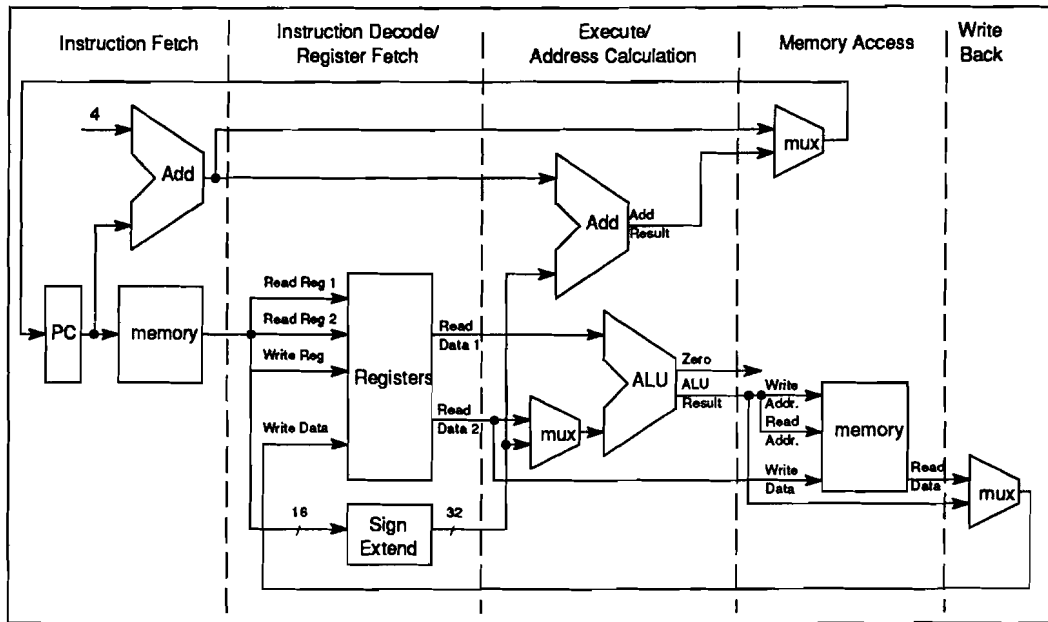 Instruction Fetch
Instruction Decode/
Register Fetch
Execute/
Address Calculation
Memory Access
Write
Back
4
Add
mux
Add
Add
Result
PC
memory
Read Reg 1
Read Reg 2
Write Reg
Write Data
Registers
Read
Data 1
Read
Data 2
mux
ALU
Zero
ALU
Result
Write
Addr.
Read
Addr.
Write
Data
memory
Read
Data
mux
16
Sign
Extend
32